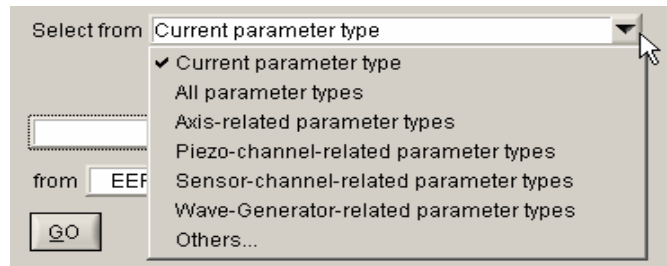 Select from Current parameter type
Current parameter type
All parameter types
Axis-related parameter types
Piezo-channel-related parameter types
from
Sensor-channel-related parameter types
Wave-Generator-related parameter types
GO
Others...